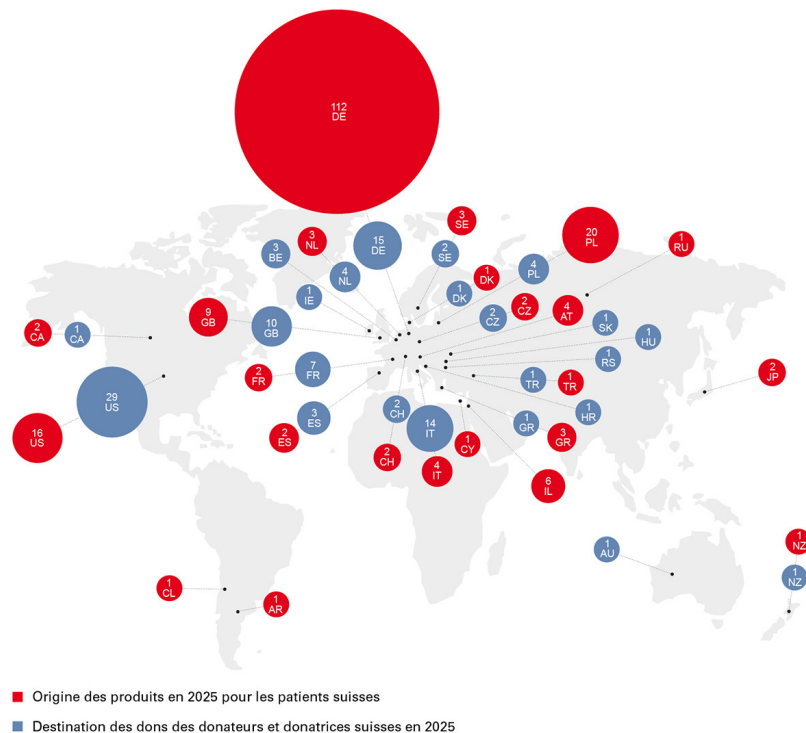 112
DE
3
SE
20
PL
1
RU
3
NL
15
DE
2
SE
3
BE
4
NL
1
DK
4
PL
1
IE
1
DK
2
CZ
2
CZ
4
AT
1
SK
9
GB
10
GB
1
HU
2
CA
1
CA
1
RS
2
FR
7
FR
1
TR
1
TR
2
JP
29
US
2
CH
3
ES
14
IT
1
HR
16
US
2
ES
1
GR
3
GR
1
CY
2
CH
4
IT
6
IL
1
AU
1
NZ
1
NZ
1
CL
1
AR
Origine des produits en 2025 pour les patients suisses
Destination des dons des donateurs et donatrices suisses en 2025